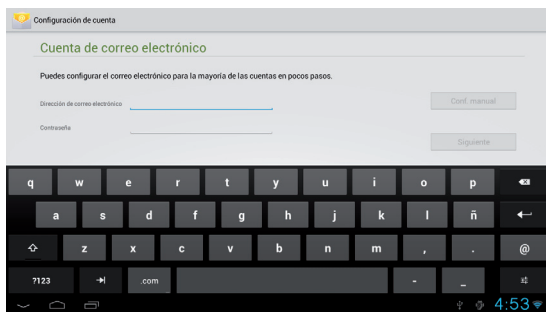 Configuración de cuenta
Cuenta de correo electrónico
Puedes configurar el correo electrónico para la mayoría de las cuentas en pocos pasos.
Dirección de correo electrónico
Conf. manual
Contraseña
Siguiente
q w e r t y u i o p
a s d f g h j k l ñ
z x c v b n m , . @
?123 .com - _
4:53